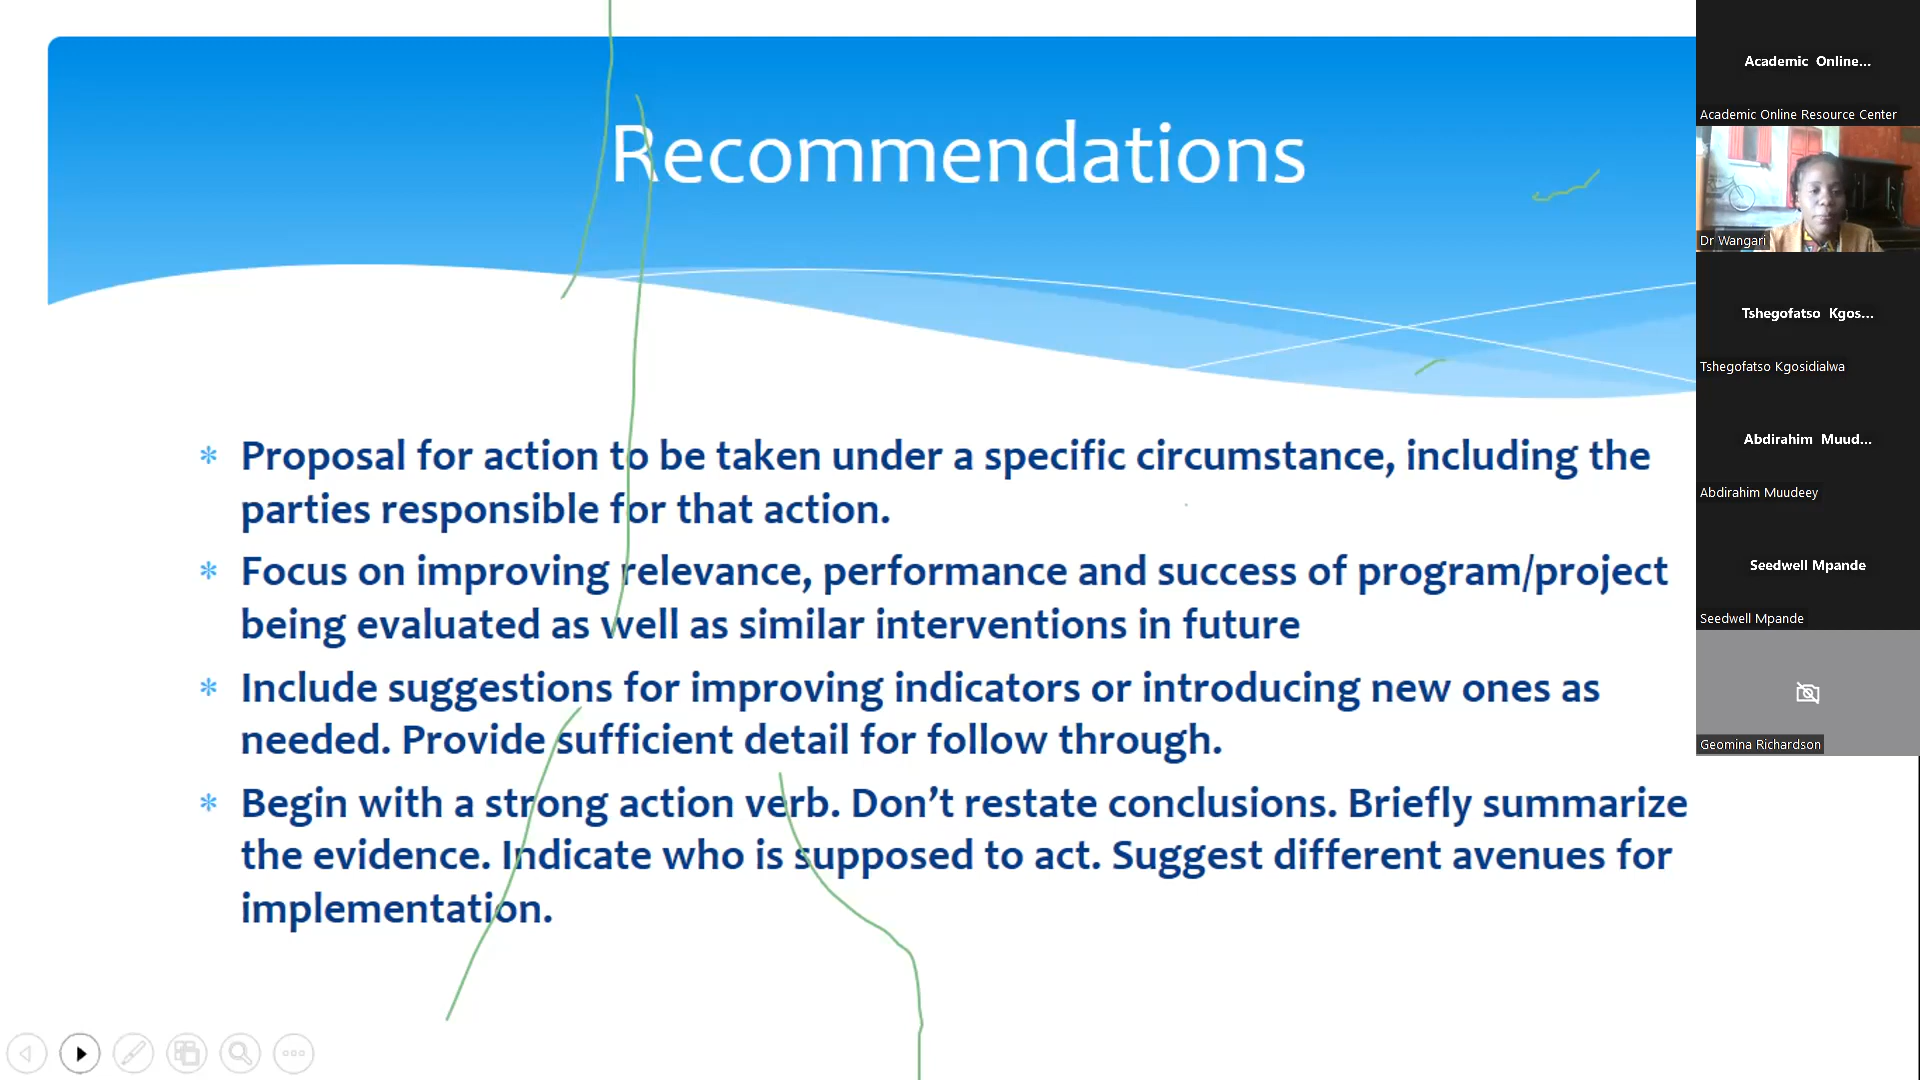 Recommendations
* Proposal for action to be taken under a specific circumstance, including the
parties responsible for that action.
* Focus on improving relevance, performance and success of program/project
being evaluated as well as similar interventions in future
* Include suggestions for improving indicators or introducing new ones as
needed. Provide sufficient detail for follow through.
* Begin with a strong action verb. Don’t restate conclusions. Briefly summarize
the evidence. Indicate who is supposed to act. Suggest different avenues for
implementation.
Academic Online...
Academic Online Resource Center
Dr Wangari
Tshegofatso Kgos...
Tshegofatso Kgosidialwa
Abdirahim Muud...
Abdirahim Muudeey
Seedwell Mpande
Seedwell Mpande
Geomina Richardson